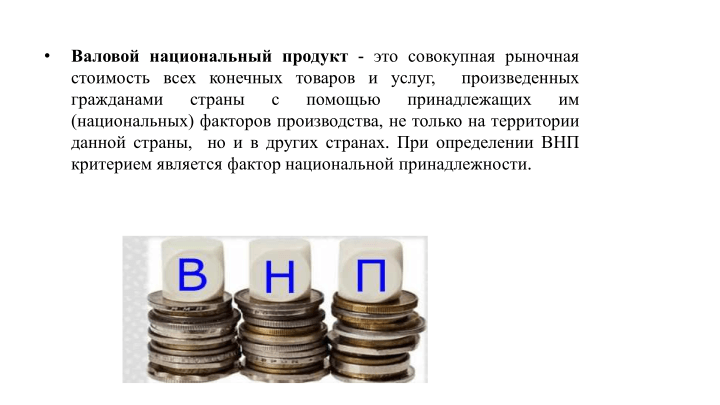 • Валовой национальный продукт - это совокупная рыночная
стоимость всех конечных товаров и услуг, произведенных
гражданами страны с помощью принадлежащих им
(национальных) факторов производства, не только на территории
данной страны, но и в других странах. При определении ВНП
критерием является фактор национальной принадлежности.
В Н П